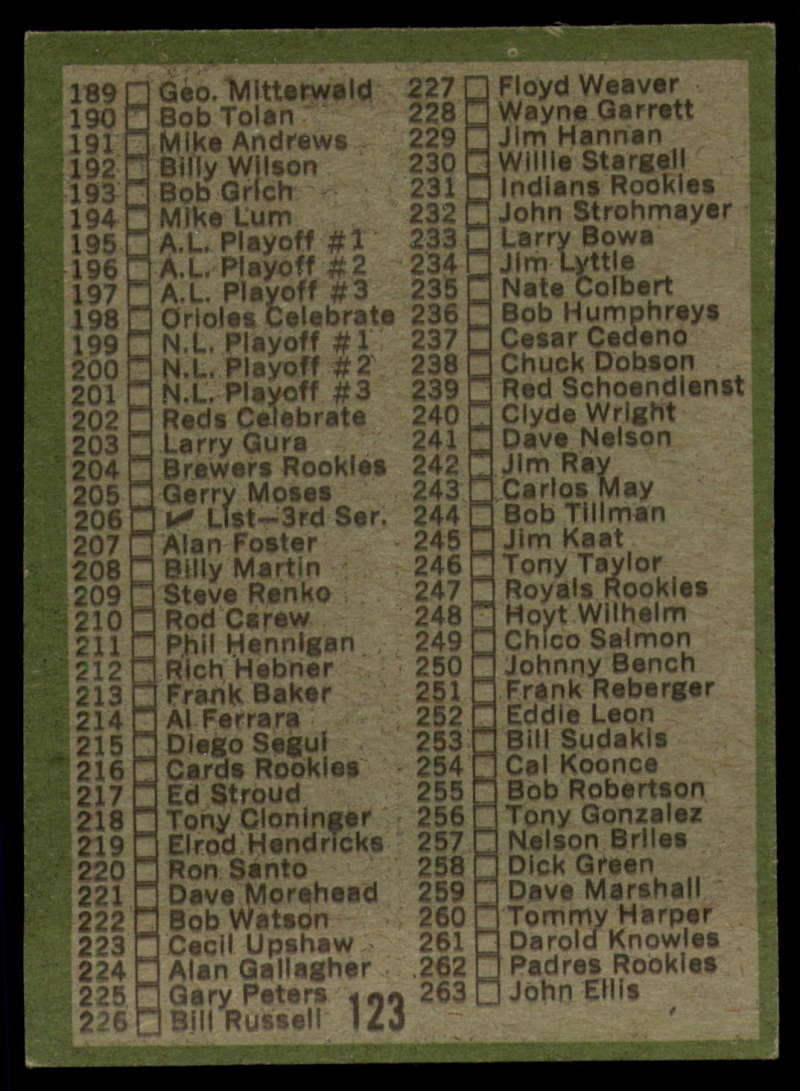 189 Geo. Mitterwald
190 Bob Tolan
191 Mike Andrews
192 Billy Wilson
193 Bob Grich
194 Mike Lum
195 A.L. Playoff #1
196 A.L. Playoff #2
197 A.L. Playoff #3
198 Orioles Celebrate
199 N.L. Playoff #1
200 N.L. Playoff #2
201 N.L. Playoff #3
202 Reds Celebrate
203 Larry Gura
204 Brewers Rookies
205 Gerry Moses
206 ✔ List—3rd Ser.
207 Alan Foster
208 Billy Martin
209 Steve Renko
210 Rod Carew
211 Phil Hennigan
212 Rich Hebner
213 Frank Baker
214 Al Ferrara
215 Diego Segui
216 Cards Rookies
217 Ed Stroud
218 Tony Cloninger
219 Elrod Hendricks
220 Ron Santo
221 Dave Morehead
222 Bob Watson
223 Cecil Upshaw
224 Alan Gallagher
225 Gary Peters
226 Bill Russell
227 Floyd Weaver
228 Wayne Garrett
229 Jim Hannan
230 Willie Stargell
231 Indians Rookies
232 John Strohmayer
233 Larry Bowa
234 Jim Lyttle
235 Nate Colbert
236 Bob Humphreys
237 Cesar Cedeno
238 Chuck Dobson
239 Red Schoendienst
240 Clyde Wright
241 Dave Nelson
242 Jim Ray
243 Carlos May
244 Bob Tillman
245 Jim Kaat
246 Tony Taylor
247 Royals Rookies
248 Hoyt Wilhelm
249 Chico Salmon
250 Johnny Bench
251 Frank Reberger
252 Eddie Leon
253 Bill Sudakis
254 Cal Koonce
255 Bob Robertson
256 Tony Gonzalez
257 Nelson Briles
258 Dick Green
259 Dave Marshall
260 Tommy Harper
261 Darold Knowles
262 Padres Rookies
263 John Ellis
123